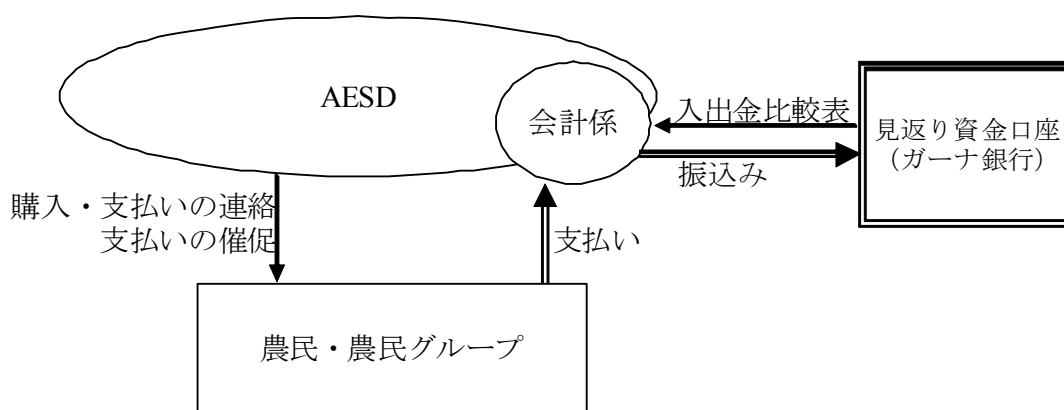 AESD
会計係
入出金比較表
見返り資金口座
(ガーナ銀行)
振込み
購入・支払いの連絡
支払いの催促
支払い
農民・農民グループ